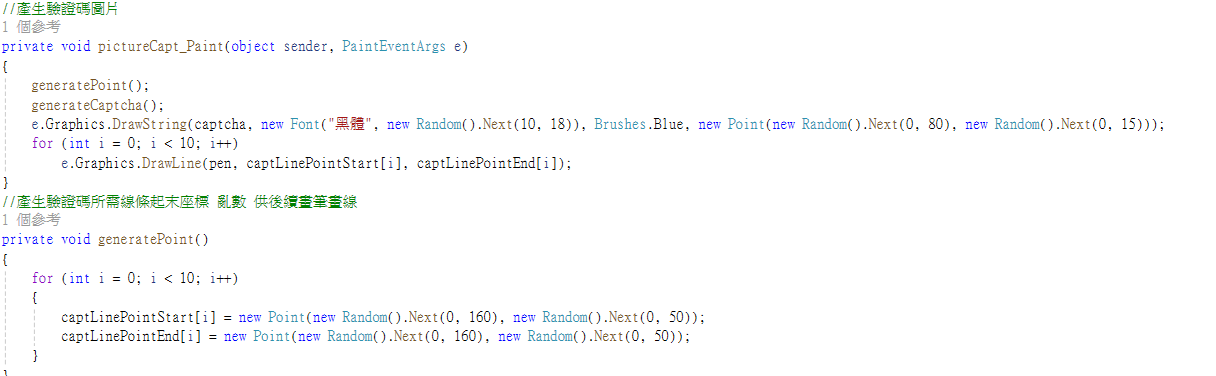 //產生驗證碼圖片
1 個參考
private void pictureCapt_Paint(object sender, PaintEventArgs e)
{
    generatePoint();
    generateCaptcha();
    e.Graphics.DrawString(captcha, new Font("黑體", new Random().Next(10, 18)), Brushes.Blue, new Point(new Random().Next(0, 80), new Random().Next(0, 15)));
    for (int i = 0; i < 10; i++)
        e.Graphics.DrawLine(pen, captLinePointStart[i], captLinePointEnd[i]);
}
//產生驗證碼所需線條起末座標 亂數 供後續畫筆畫線
1 個參考
private void generatePoint()
{
    for (int i = 0; i < 10; i++)
    {
        captLinePointStart[i] = new Point(new Random().Next(0, 160), new Random().Next(0, 50));
        captLinePointEnd[i] = new Point(new Random().Next(0, 160), new Random().Next(0, 50));
    }
}